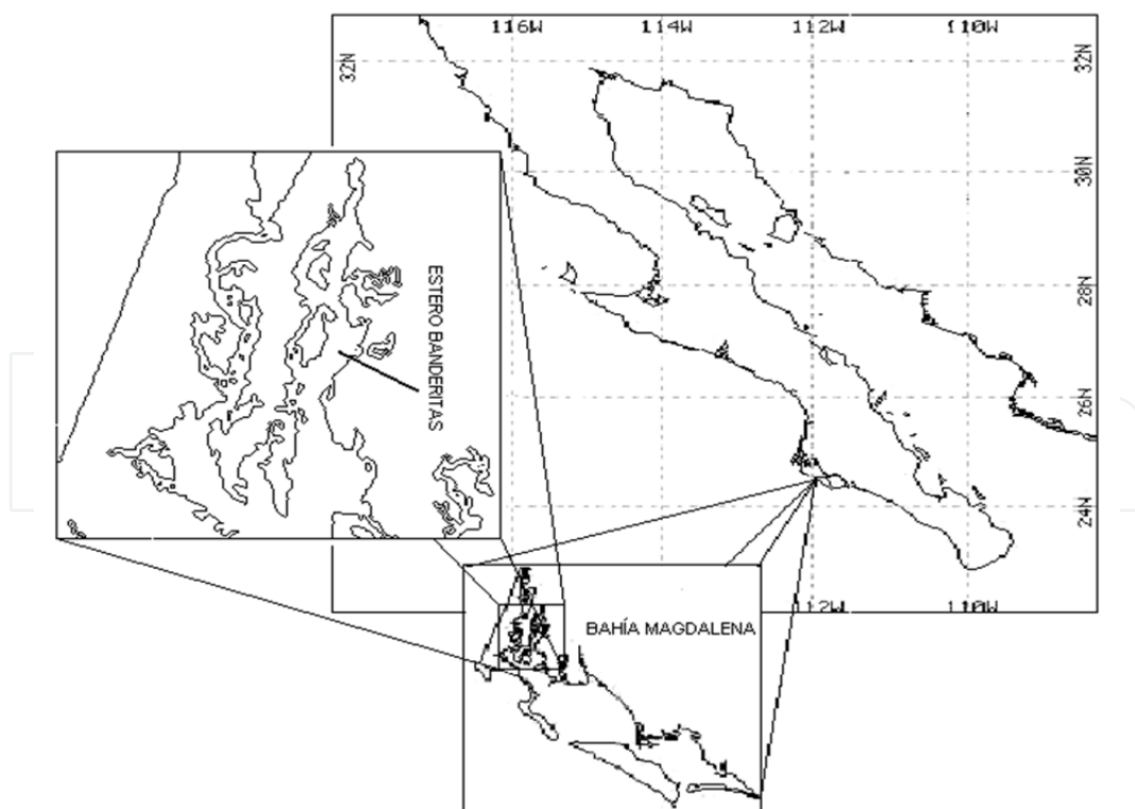 116W 114W 112W 110W
32N
32N
30N
28N
26N
24N
112W 110W
ESTERO BANDERITAS
BAHÍA MAGDALENA